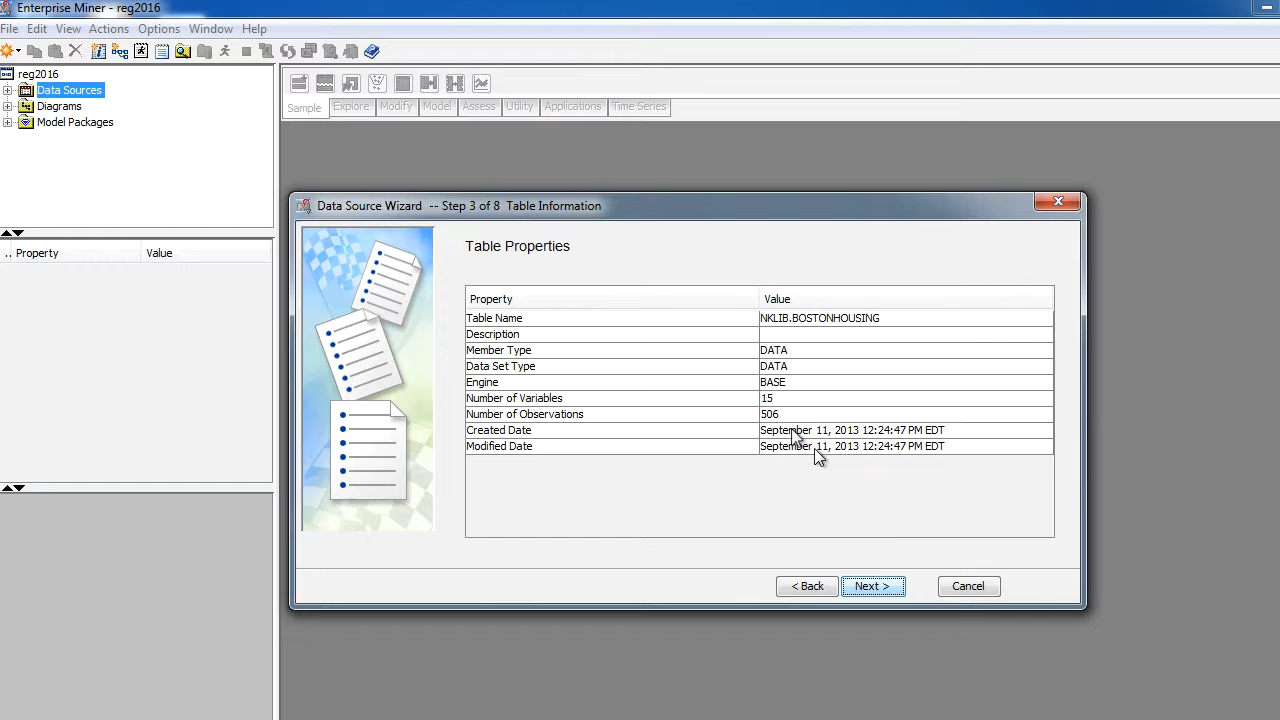 Enterprise Miner - reg2016
File Edit View Actions Options Window Help
reg2016
Data Sources
Diagrams
Model Packages
Sample Explore Modify Model Assess Utility Applications Time Series
.. Property Value
Data Source Wizard -- Step 3 of 8 Table Information
Table Properties
Property Value
Table Name NKLIB.BOSTONHOUSING
Description
Member Type DATA
Data Set Type DATA
Engine BASE
Number of Variables 15
Number of Observations 506
Created Date September 11, 2013 12:24:47 PM EDT
Modified Date September 11, 2013 12:24:47 PM EDT
< Back Next > Cancel